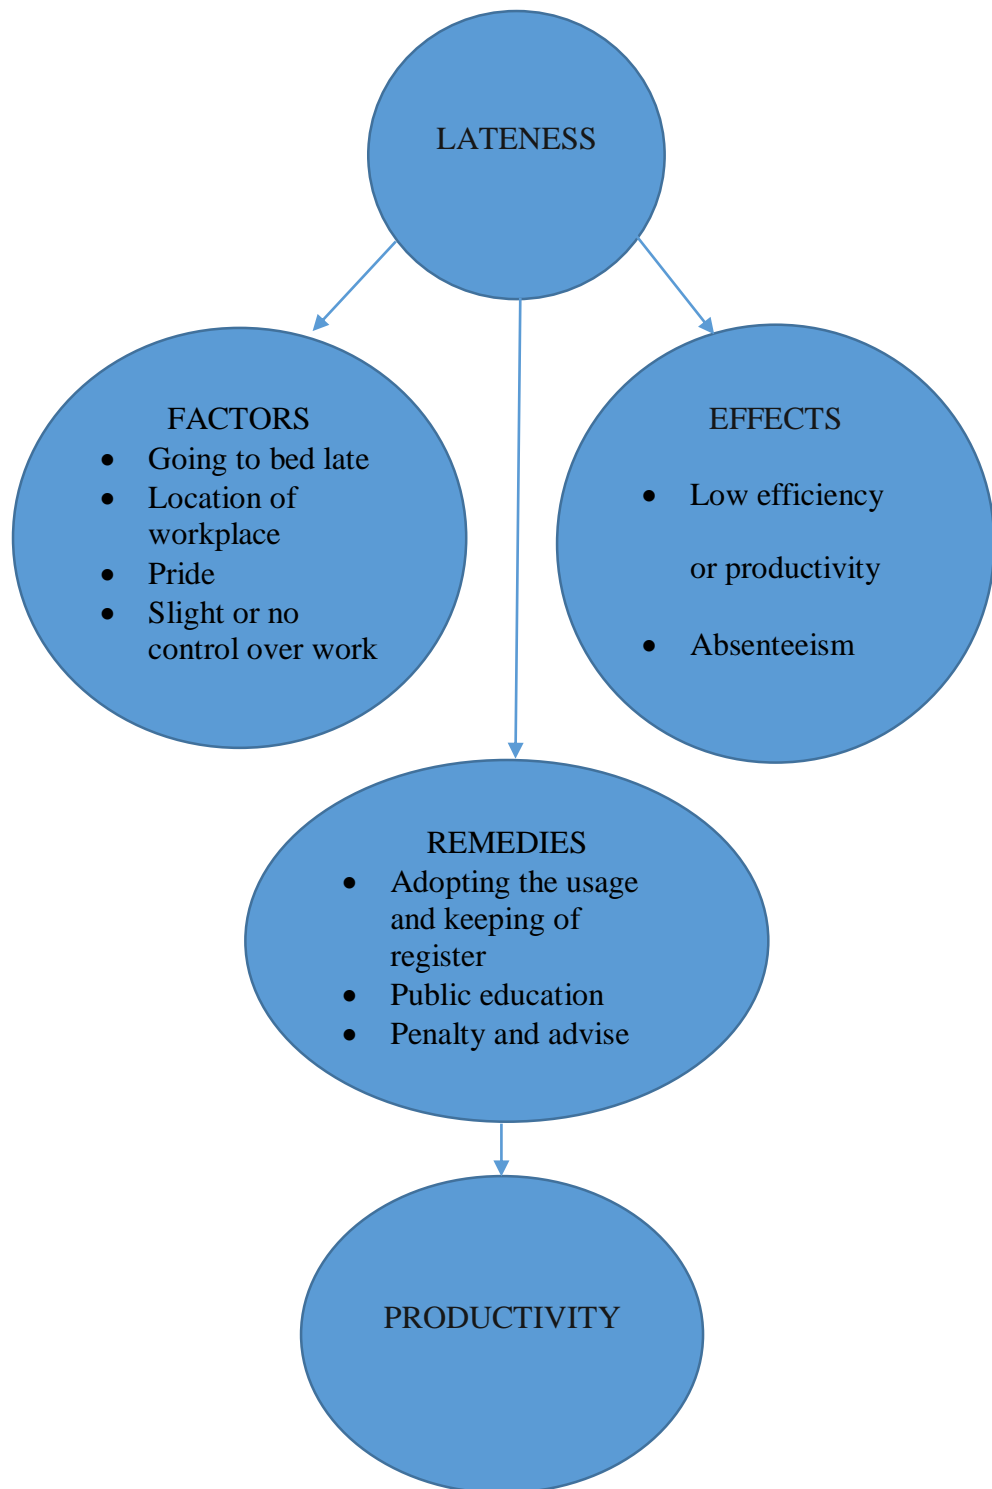 LATENESS
FACTORS
• Going to bed late
• Location of
workplace
• Pride
• Slight or no
control over work
EFFECTS
• Low efficiency
or productivity
• Absenteeism
REMEDIES
• Adopting the usage
and keeping of
register
• Public education
• Penalty and advise
PRODUCTIVITY